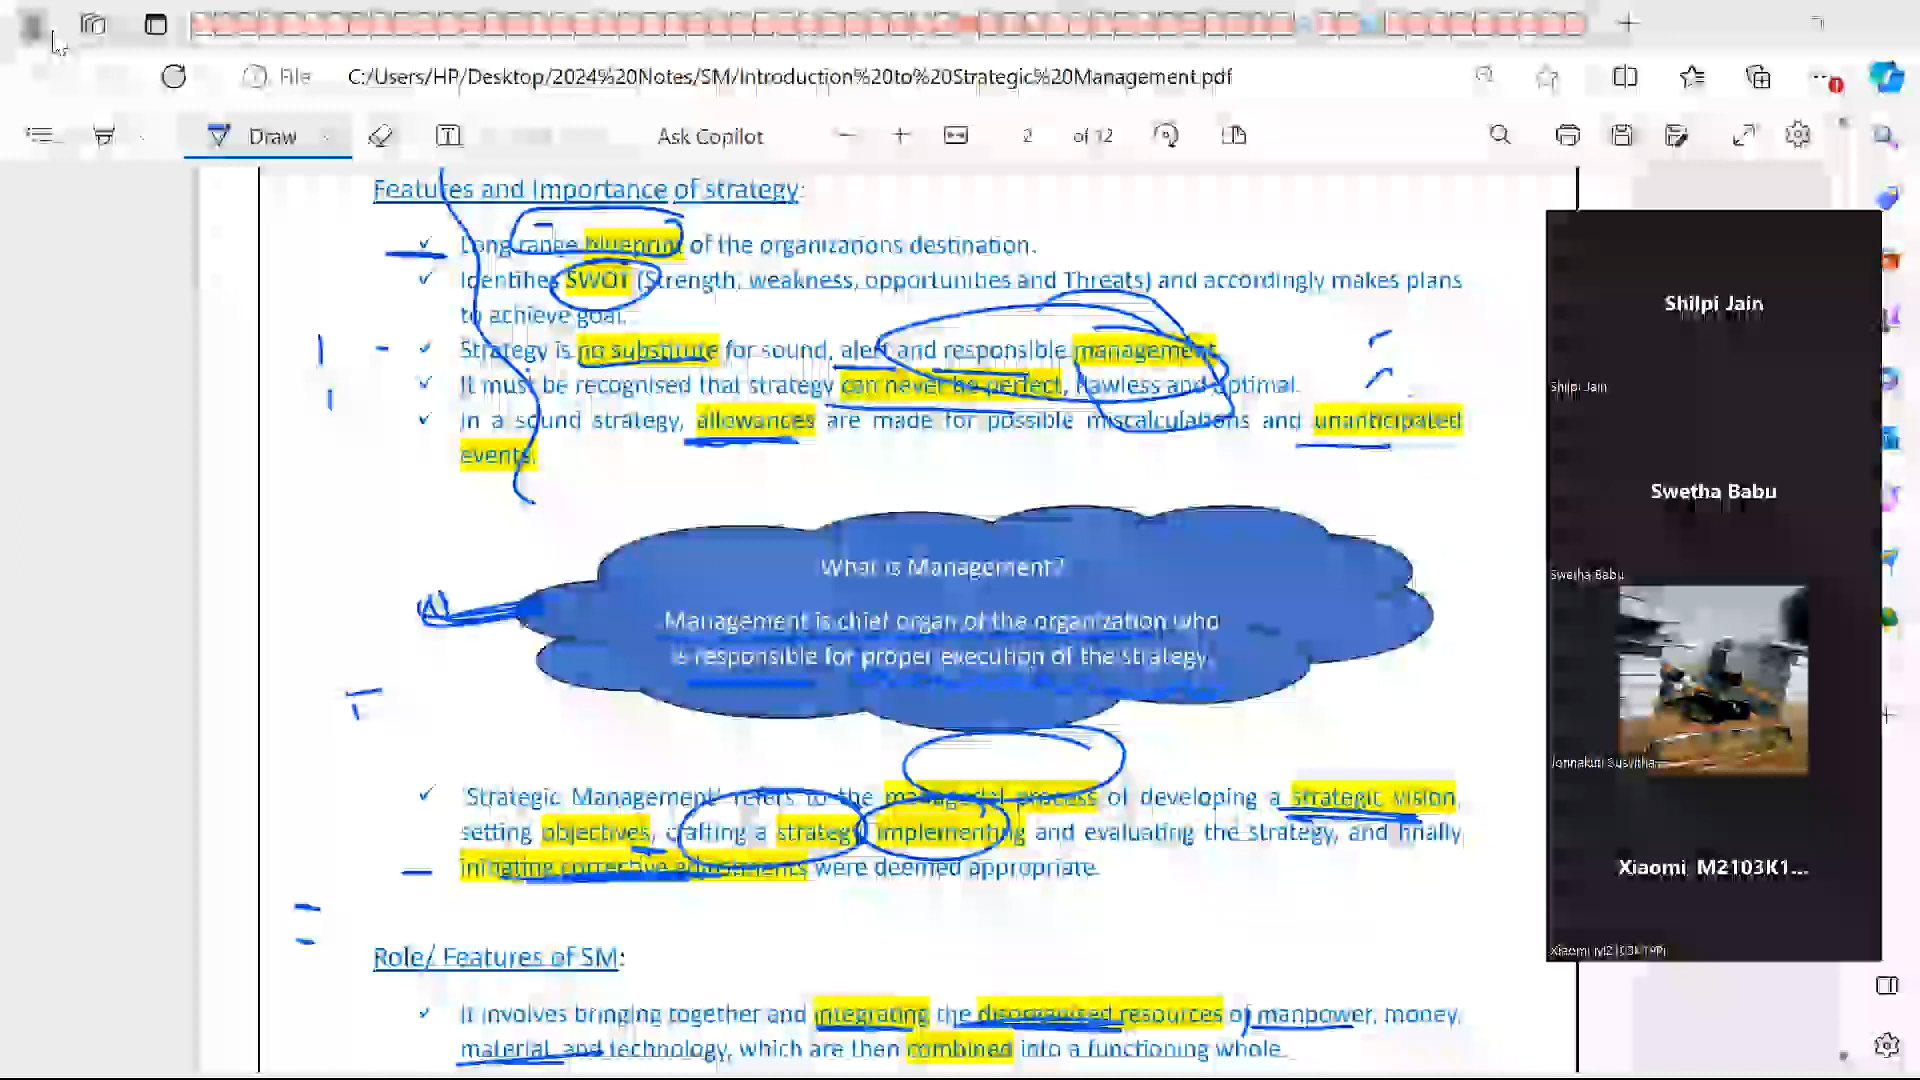 File C:/Users/HP/Desktop/2024%20Notes/SM/Introduction%20to%20Strategic%20Management.pdf
Draw Ask Copilot 2 of 12
Features and Importance of strategy:
Long range blueprint of the organizations destination.
Identifies SWOT (Strength, weakness, opportunities and Threats) and accordingly makes plans
to achieve goal.
Strategy is no substitute for sound, alert and responsible management.
It must be recognised that strategy can never be perfect, flawless and optimal.
In a sound strategy, allowances are made for possible miscalculations and unanticipated
events.
What is Management?
Management is chief organ of the organization who
is responsible for proper execution of the strategy.
'Strategic Management' refers to the managerial process of developing a strategic vision,
setting objectives, crafting a strategy, implementing and evaluating the strategy, and finally
initiating corrective adjustments were deemed appropriate.
Role/ Features of SM:
It involves bringing together and integrating the disorganised resources of manpower, money,
material and technology, which are then combined into a functioning whole.
Shilpi Jain
Shilpi Jain
Swetha Babu
Swetha Babu
Xiaomi M2103K1...